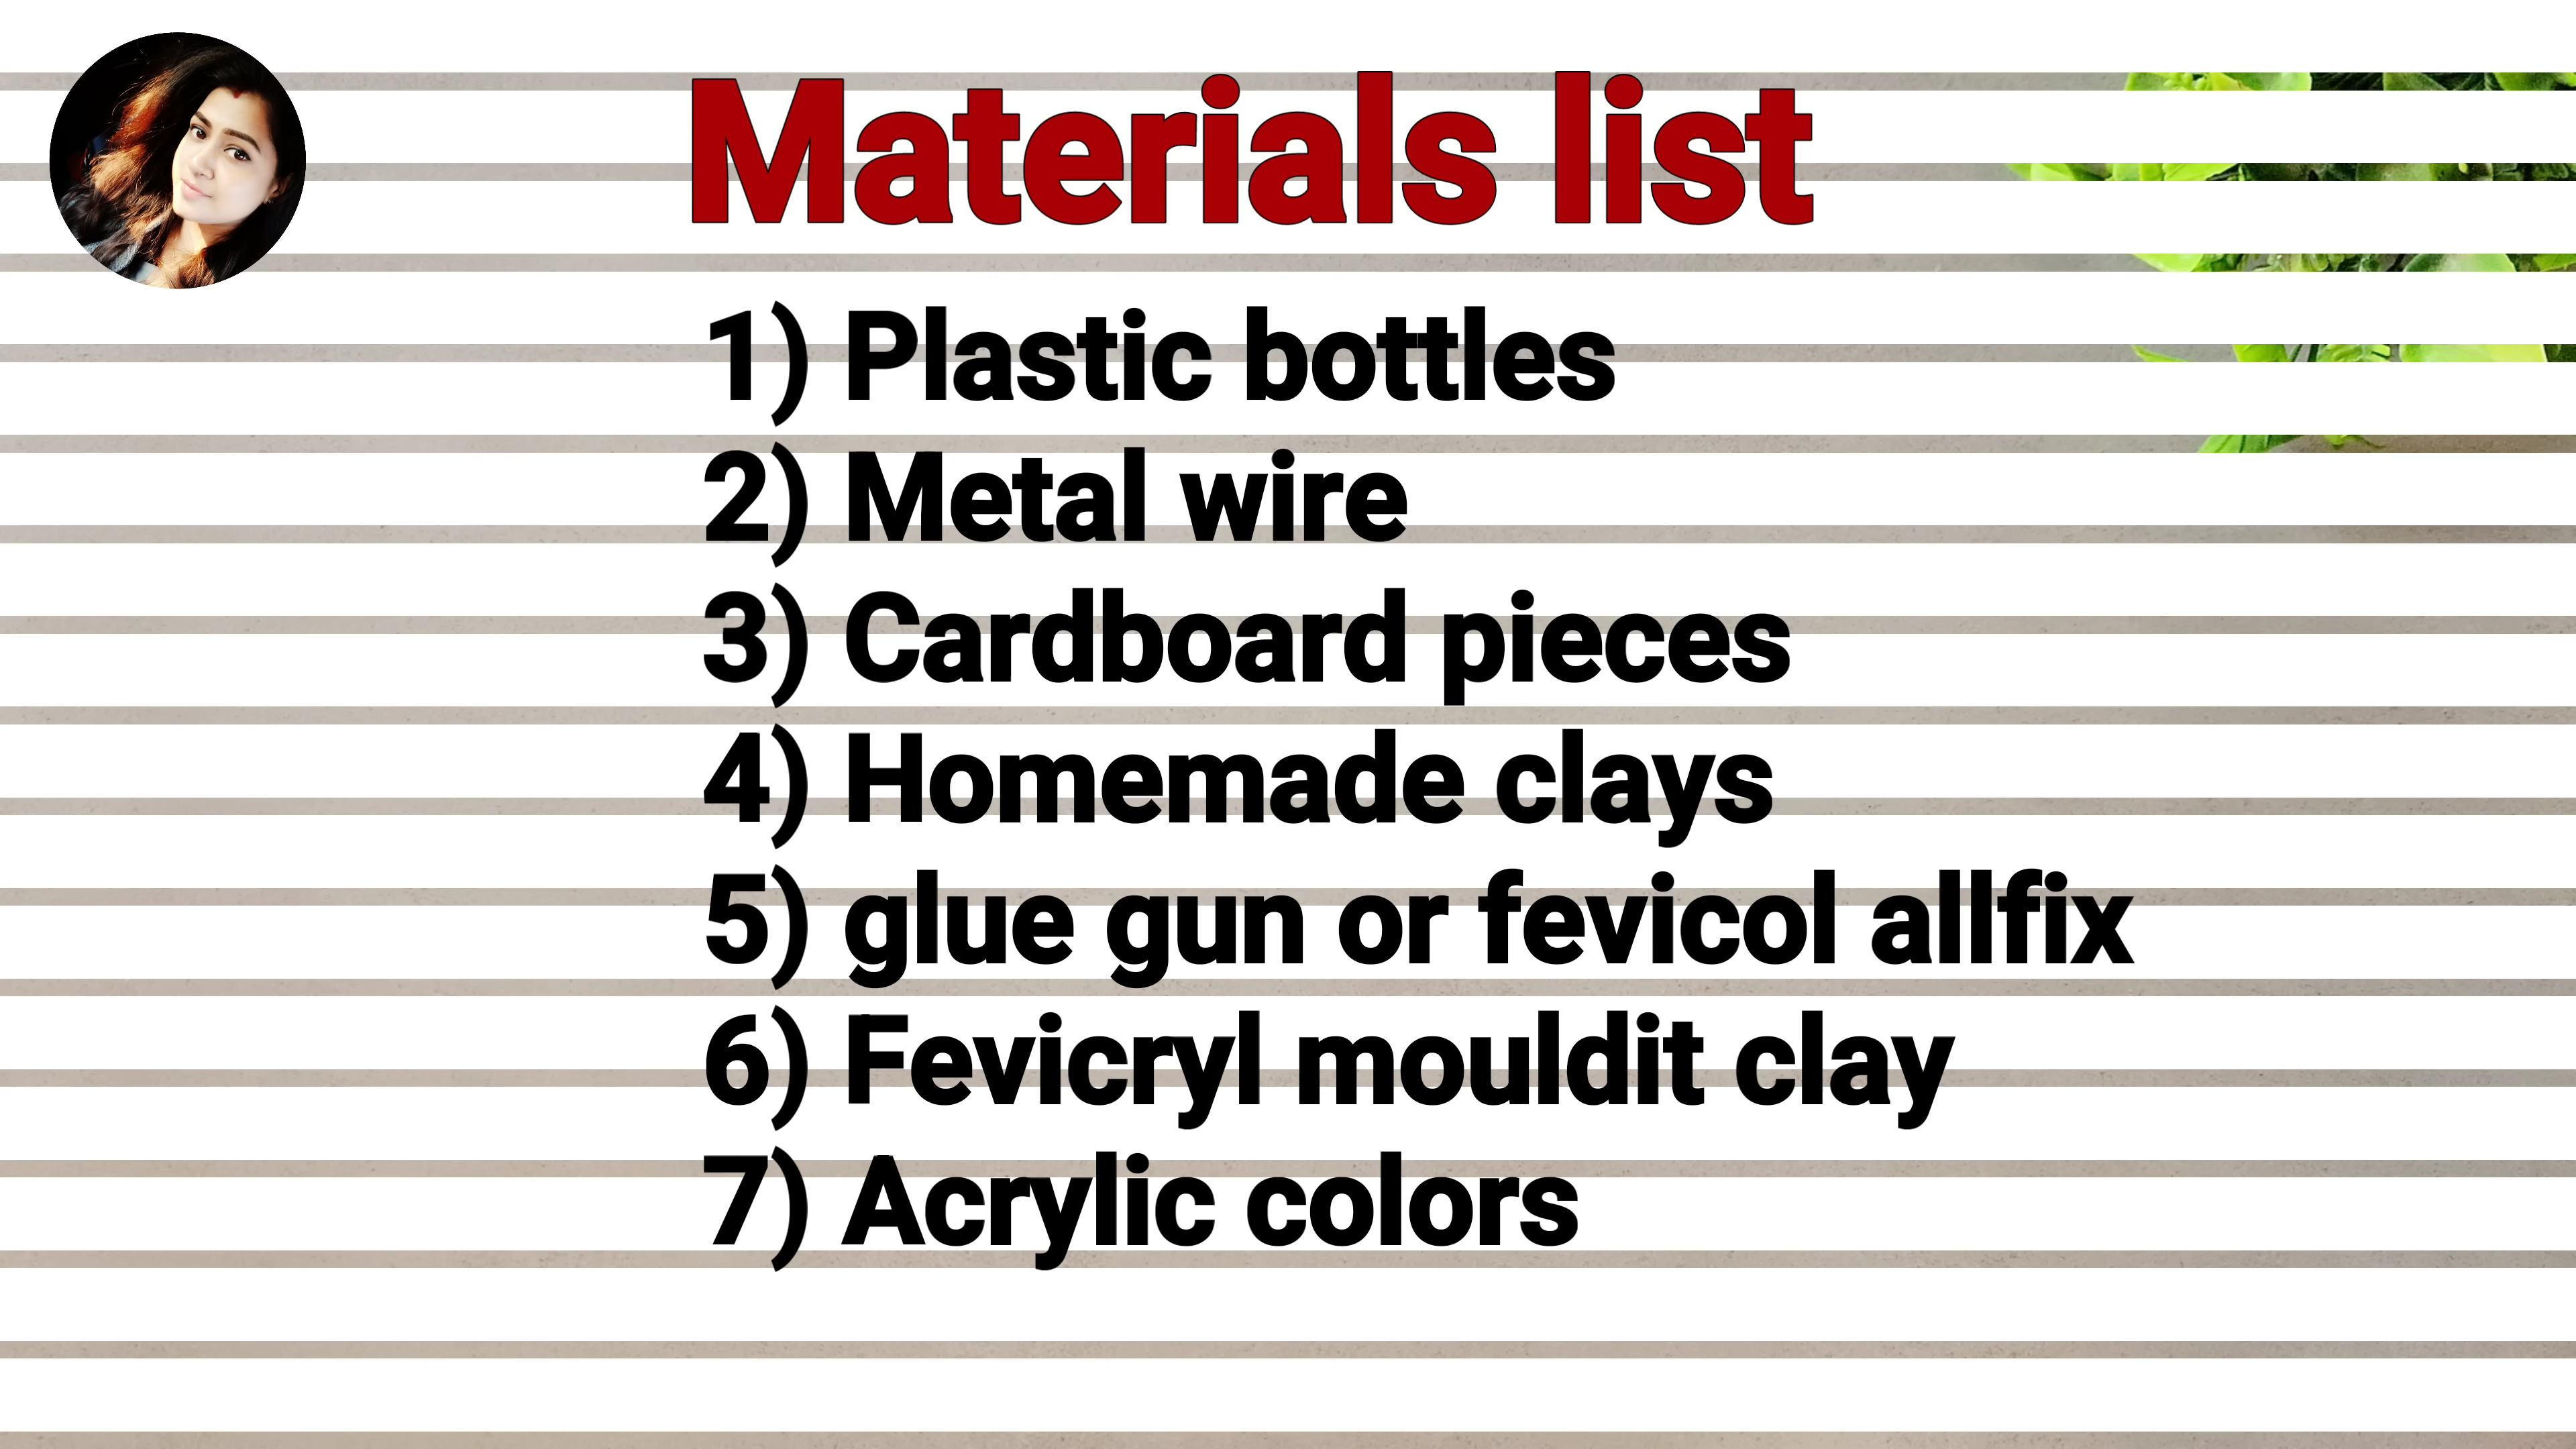 Materials list
1) Plastic bottles
2) Metal wire
3) Cardboard pieces
4) Homemade clays
5) glue gun or fevicol allfix
6) Fevicryl mouldit clay
7) Acrylic colors